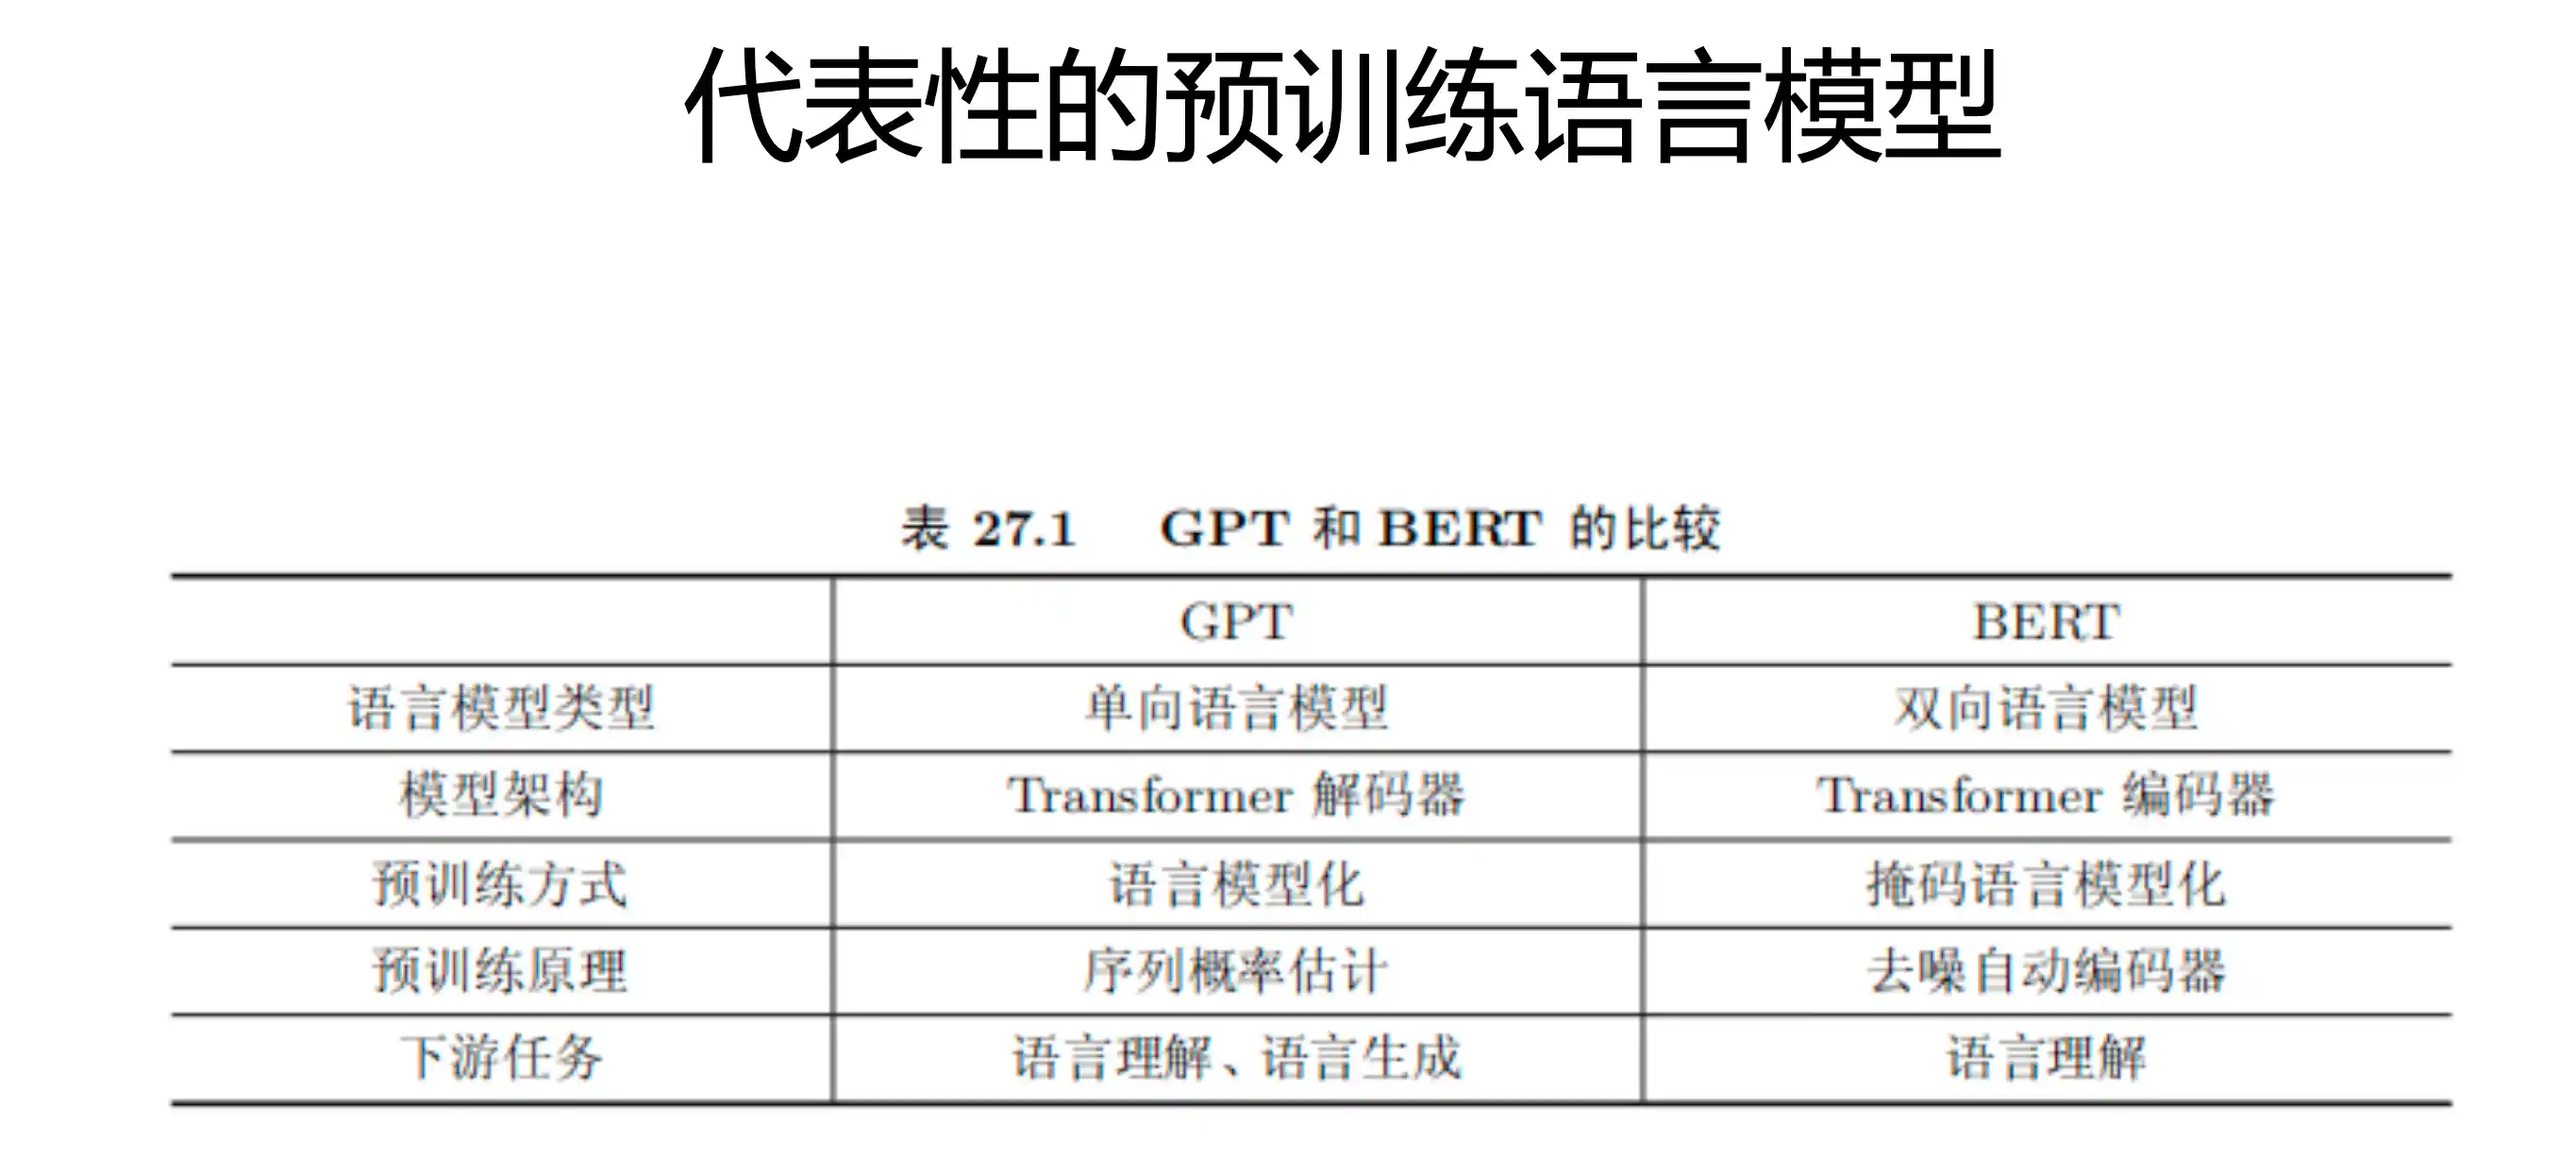 代表性的预训练语言模型
表 27.1 GPT 和 BERT 的比较
GPT BERT
语言模型类型 单向语言模型 双向语言模型
模型架构 Transformer 解码器 Transformer 编码器
预训练方式 语言模型化 掩码语言模型化
预训练原理 序列概率估计 去噪自动编码器
下游任务 语言理解、语言生成 语言理解